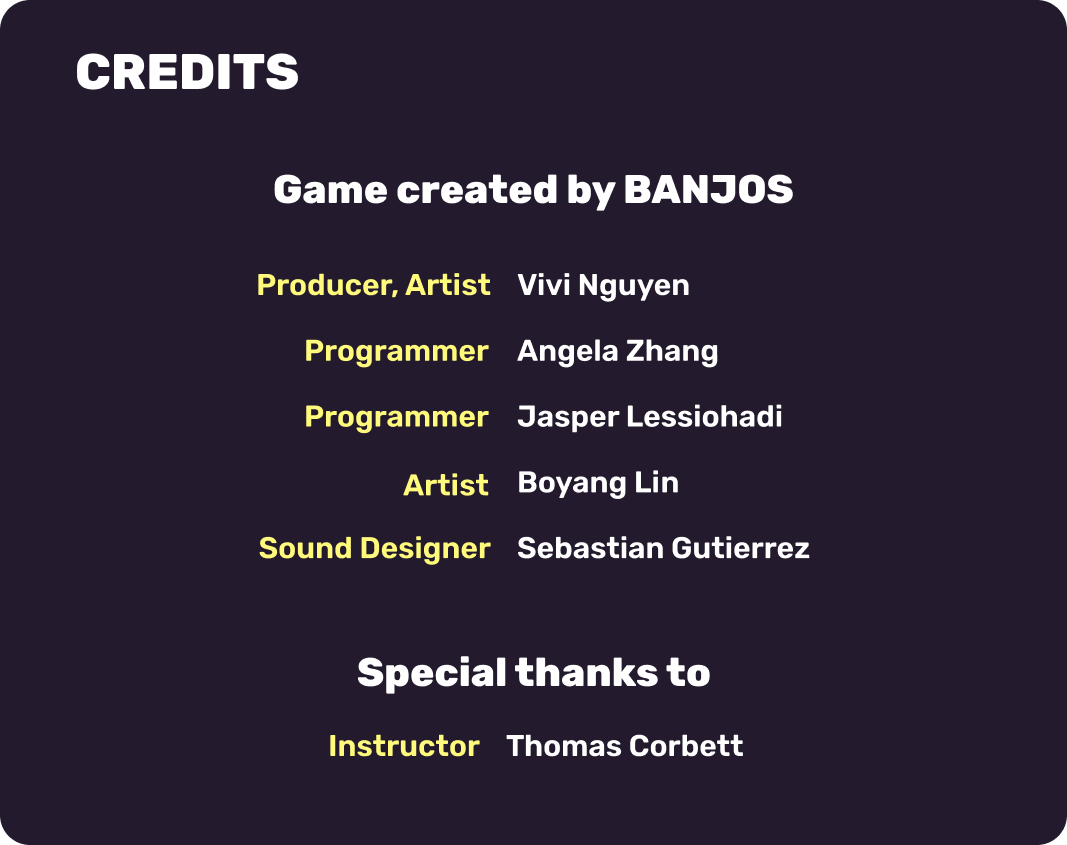 CREDITS
Game created by BANJOS
Producer, Artist Vivi Nguyen
Programmer Angela Zhang
Programmer Jasper Lessiohadi
Artist Boyang Lin
Sound Designer Sebastian Gutierrez
Special thanks to
Instructor Thomas Corbett